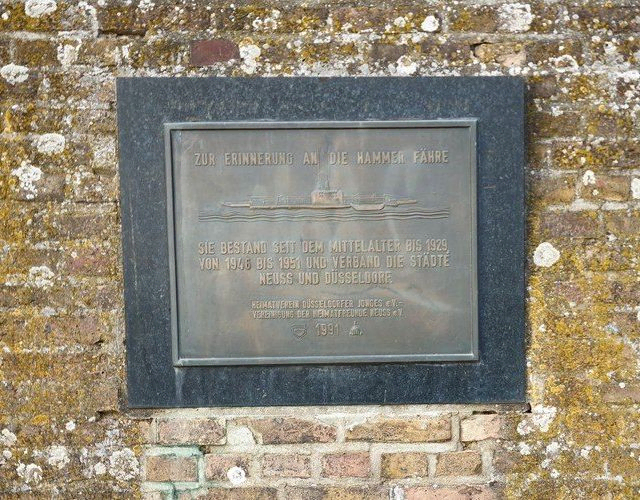 ZUR ERINNERUNG AN DIE HAMMER FÄHRE
SIE BESTAND SEIT DEM MITTELALTER BIS 1929,
VON 1946 BIS 1951 UND VERBAND DIE STÄDTE
NEUSS UND DÜSSELDORF.
HEIMATVEREIN DÜSSELDORFER JONGES e.V.–
VEREINIGUNG DER HEIMATFREUNDE NEUSS e.V.
1991